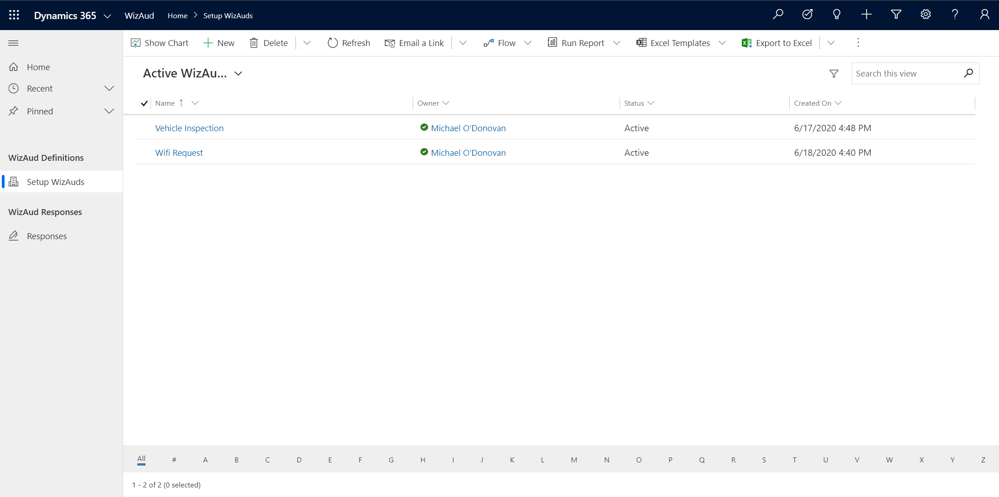 Dynamics 365 WizAud Home Setup WizAuds ?
Show Chart New Delete Refresh Email a Link Flow Run Report Excel Templates Export to Excel
Home
Recent
Pinned
WizAud Definitions
Setup WizAuds
WizAud Responses
Responses
Active WizAu... Search this view
Name Owner Status Created On
Vehicle Inspection Michael O'Donovan Active 6/17/2020 4:48 PM
Wifi Request Michael O'Donovan Active 6/18/2020 4:40 PM
All # A B C D E F G H I J K L M N O P Q R S T U V W X Y Z
1 - 2 of 2 (0 selected)